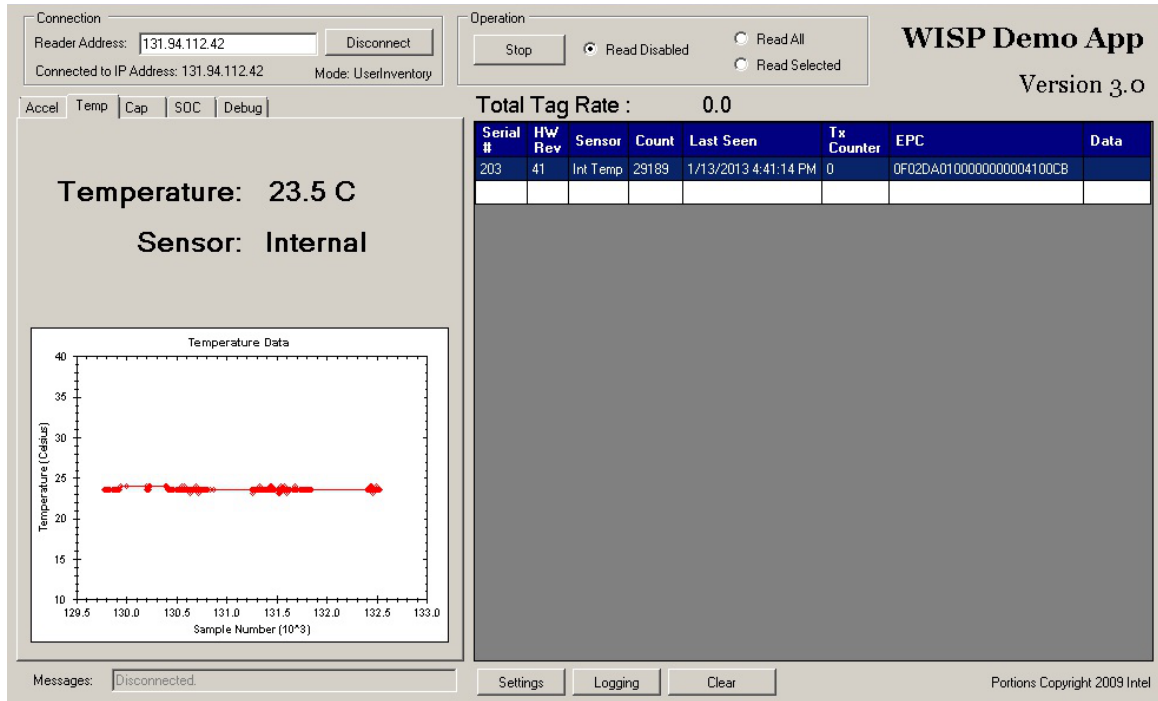 Connection
Reader Address: 131.94.112.42 Disconnect
Connected to IP Address: 131.94.112.42 Mode: UserInventory
Operation
Stop Read Disabled Read All
Read Selected
WISP Demo App
Version 3.0
Accel Temp Cap SOC Debug
Temperature: 23.5 C
Sensor: Internal
Temperature Data
40
35
30
25
20
15
10
Temperature (Celsius)
129.5 130.0 130.5 131.0 131.5 132.0 132.5 133.0
Sample Number (10^3)
Total Tag Rate : 0.0
Serial # HW Rev Sensor Count Last Seen Tx Counter EPC Data
203 41 Int Temp 29189 1/13/2013 4:41:14 PM 0 0F02DA0100000000004100CB
Messages: Disconnected.
Settings Logging Clear
Portions Copyright 2009 Intel